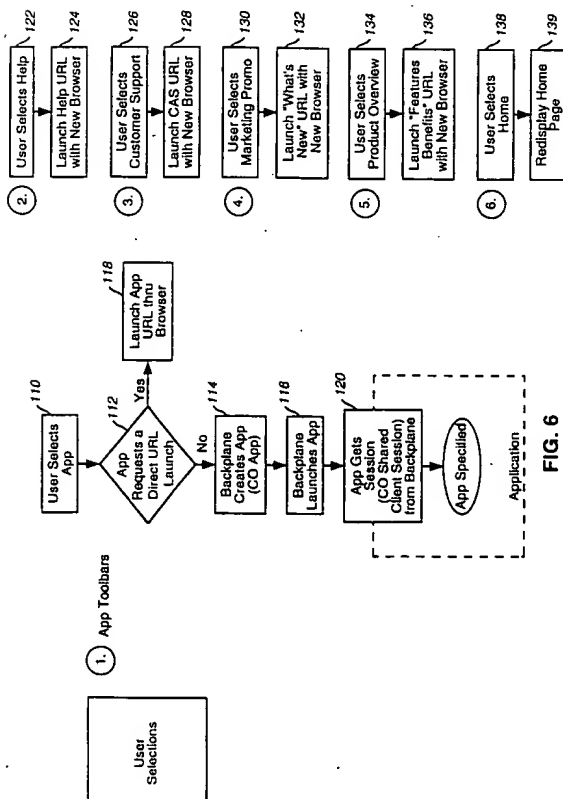 User
Selections
1.
App Toolbars
110
User Selects
App
112
App
Requests a
Direct URL
Launch
Yes
118
Launch App
URL thru
Browser
No
114
Backplane
Creates App
(CO App)
116
Backplane
Launches App
120
App Gets
Session
(CO Shared
Client Session)
from Backplane
App Specified
Application
2.
122
User Selects Help
124
Launch Help URL
with New Browser
3.
126
User Selects
Customer Support
128
Launch CAS URL
with New Browser
4.
130
User Selects
Marketing Promo
132
Launch "What's
New" URL with
New Browser
5.
134
User Selects
Product Overview
136
Launch "Features
Benefits" URL
with New Browser
6.
138
User Selects
Home
139
Redisplay Home
Page
FIG. 6